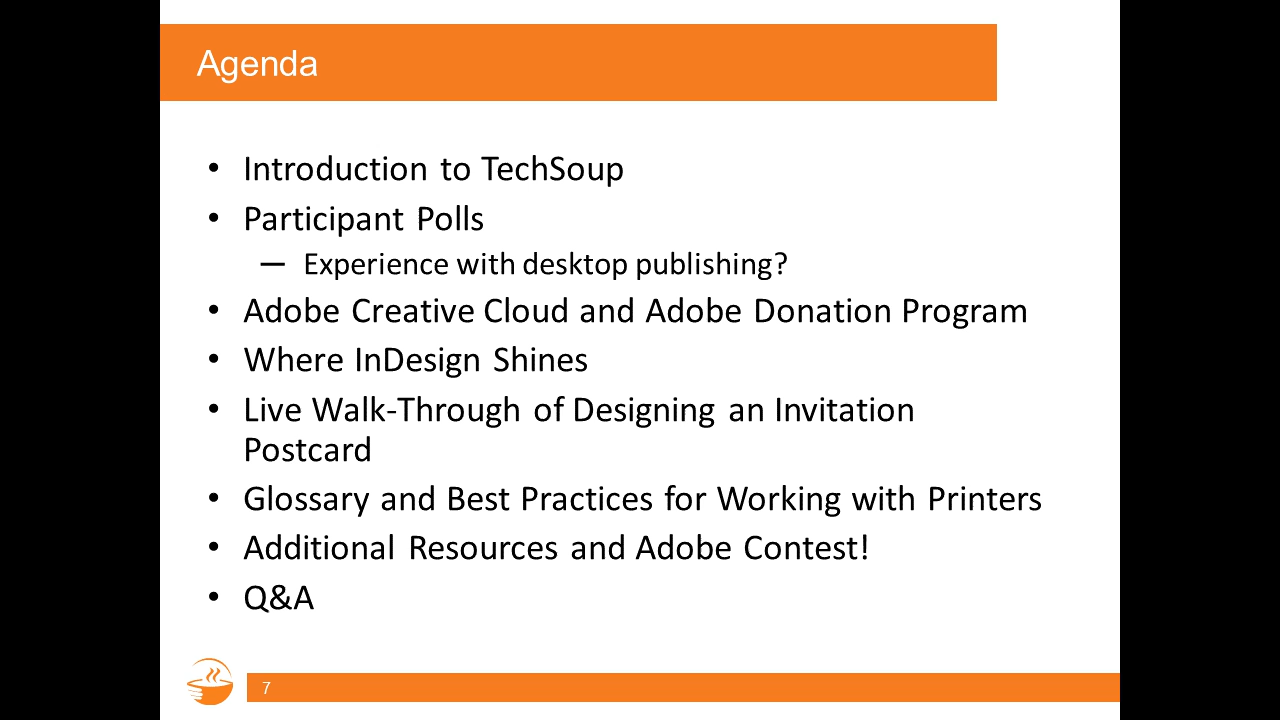 Agenda
• Introduction to TechSoup
• Participant Polls
— Experience with desktop publishing?
• Adobe Creative Cloud and Adobe Donation Program
• Where InDesign Shines
• Live Walk-Through of Designing an Invitation
Postcard
• Glossary and Best Practices for Working with Printers
• Additional Resources and Adobe Contest!
• Q&A
7